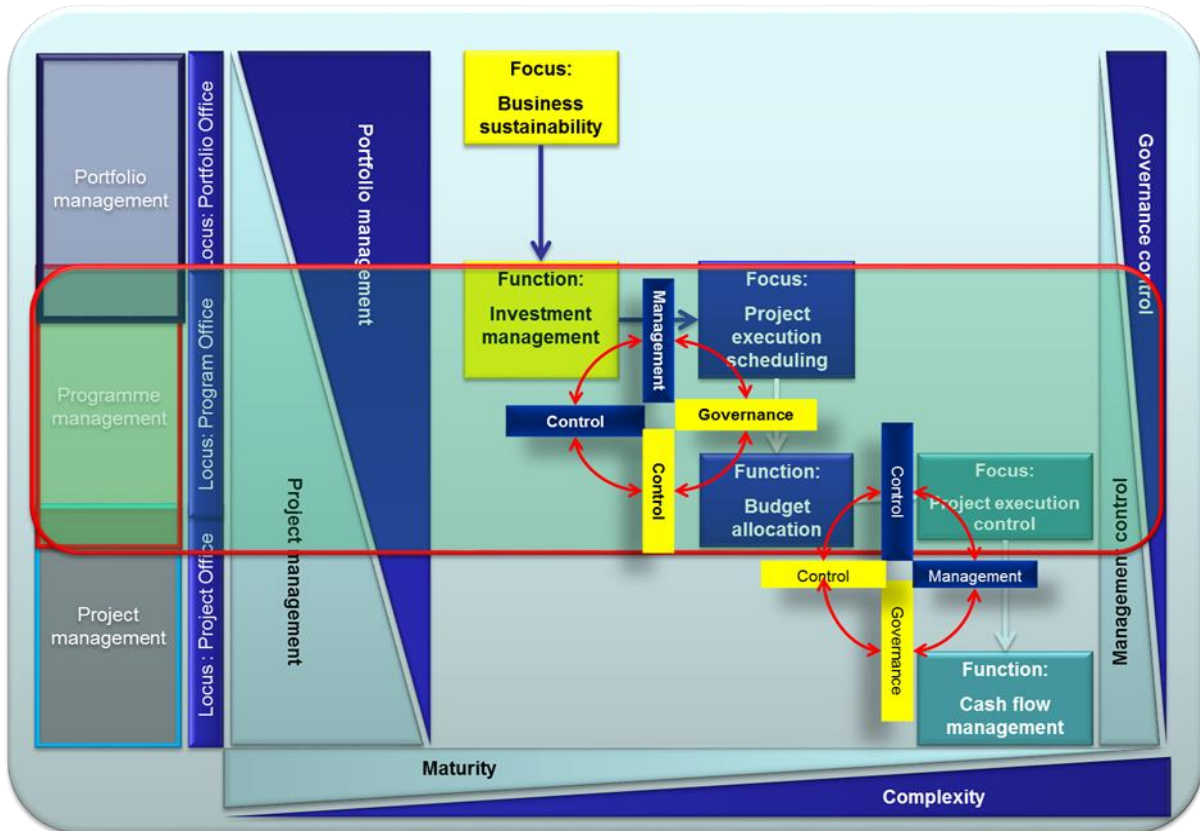 Portfolio
management
Programme
management
Project
management
Locus: Portfolio Office
Locus: Program Office
Locus : Project Office
Portfolio management
Project management
Focus:
Business
sustainability
Function:
Investment
management
Focus:
Project
execution
scheduling
Management
Control
Governance
Control
Function:
Budget
allocation
Focus:
Project execution
control
Control
Control
Management
Governance
Function:
Cash flow
management
Governance control
Management control
Maturity
Complexity